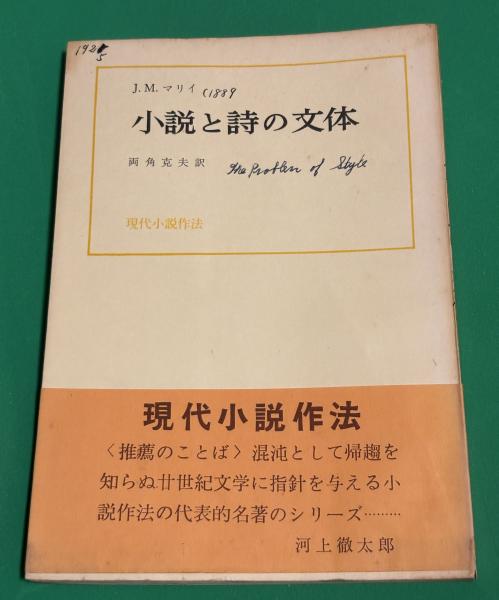 1925
J.M.マリイ (1889
小説と詩の文体
両角克夫訳 The Problem of Style
現代小説作法
現代小説作法
〈推薦のことば〉混沌として帰趨を
知らぬ廿世紀文学に指針を与える小
説作法の代表的名著のシリーズ………
河上徹太郎